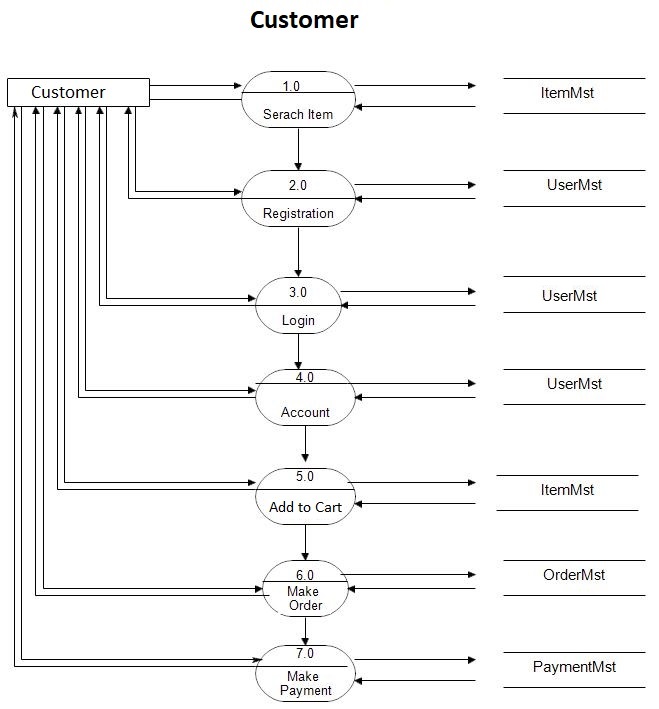 Customer
Customer
1.0
Serach Item
ItemMst
2.0
Registration
UserMst
3.0
Login
UserMst
4.0
Account
UserMst
5.0
Add to Cart
ItemMst
6.0
Make
Order
OrderMst
7.0
Make
Payment
PaymentMst